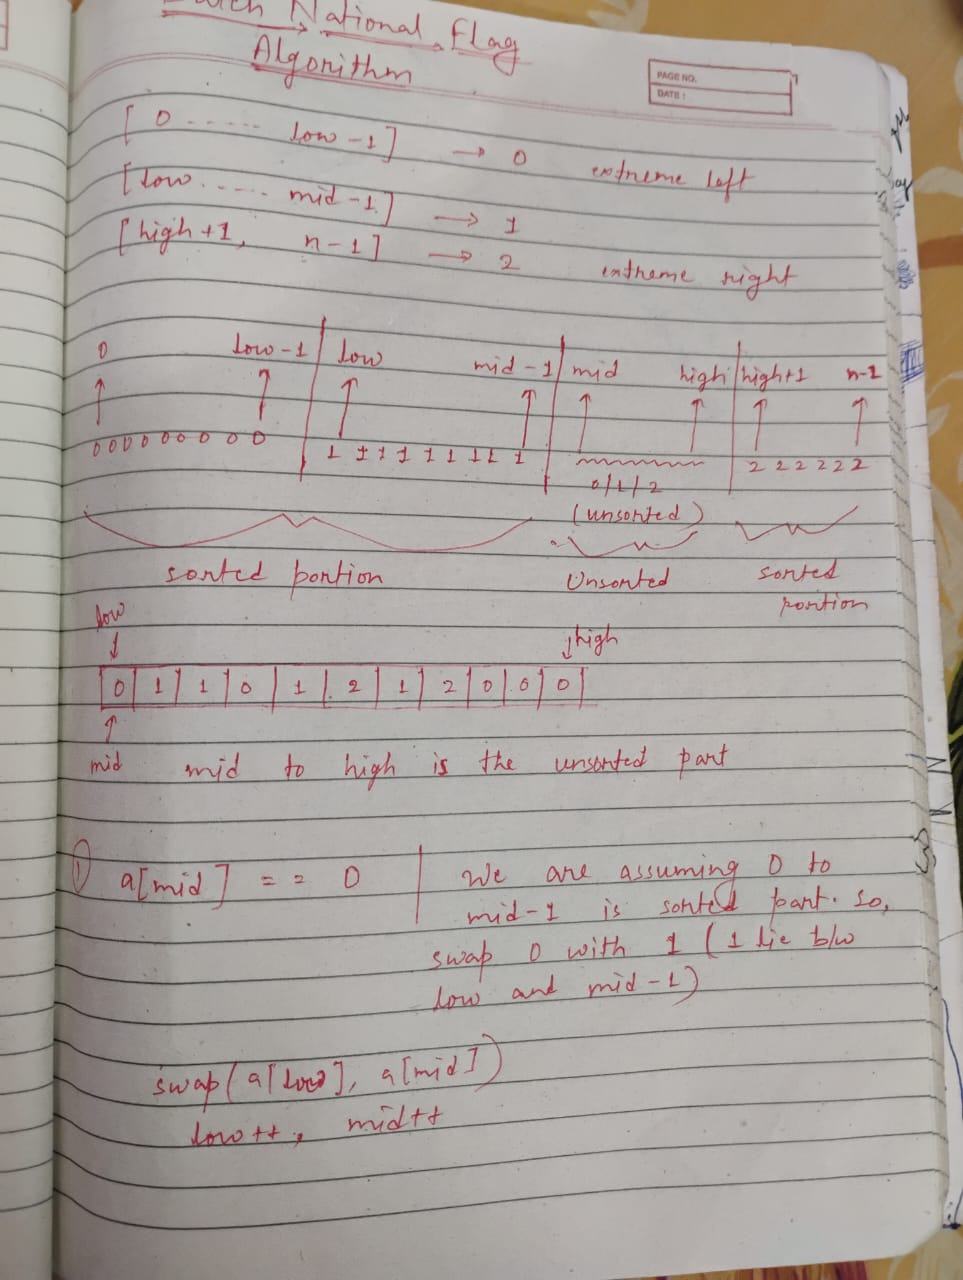 National Flag
Algorithm
PAGE NO.
DATE :
[ 0 ...... low -1 ] → 0 extreme left
[ low ...... mid -1 ] → 1
[ high +1, n-1 ] → 2 extreme right
0 low-1 low mid-1 mid high high+1 n-1
0 0 0 0 0 0 0 0 0 1 1 1 1 1 1 1 1 2 2 2 2 2 2
0/1/2
(unsorted)
sorted portion Unsorted sorted
portion
low high
0 1 1 0 1 2 1 2 0 0 0
mid mid to high is the unsorted part
① a[mid] == 0 We are assuming 0 to
mid-1 is sorted part. So,
swap 0 with 1 (1 lie b/w
low and mid-1)
swap(a[low], a[mid])
low++, mid++